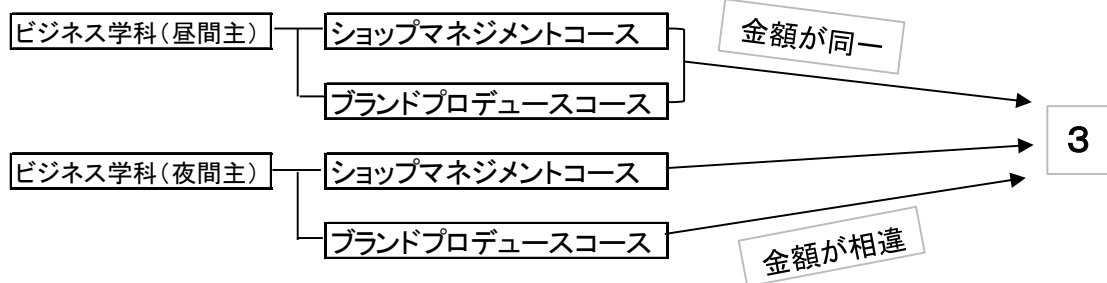 ビジネス学科(昼間主)
ショップマネジメントコース
金額が同一
ブランドプロデュースコース
3
ビジネス学科(夜間主)
ショップマネジメントコース
ブランドプロデュースコース
金額が相違